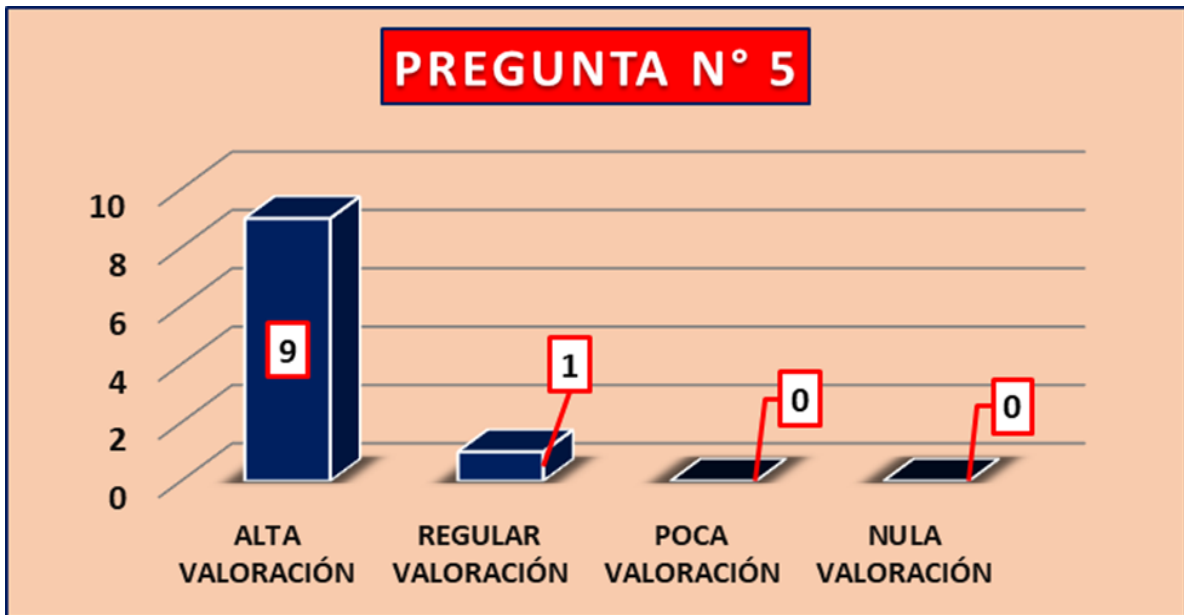 PREGUNTA N° 5
10
8
6
4
2
0
9
1
0
0
ALTA VALORACIÓN
REGULAR VALORACIÓN
POCA VALORACIÓN
NULA VALORACIÓN